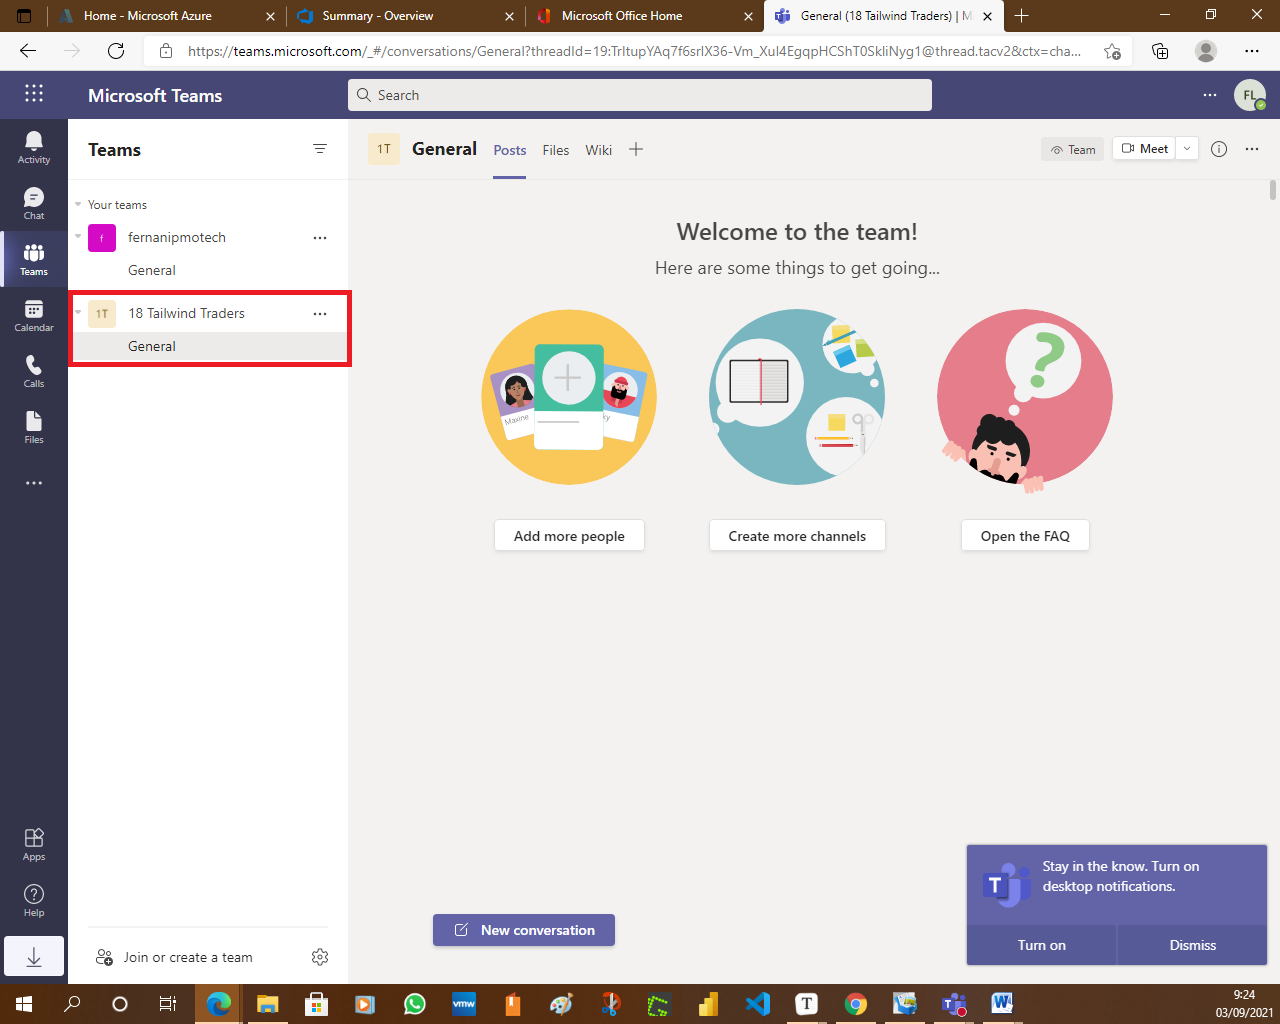 Home - Microsoft Azure
Summary - Overview
Microsoft Office Home
General (18 Tailwind Traders) | Mi
https://teams.microsoft.com/_#/conversations/General?threadId=19:TrItupYAq7f6srlX36-Vm_Xul4EgqpHCShT0SkIiNyg1@thread.tacv2&ctx=cha...
Microsoft Teams
Search
FL
Activity
Chat
Teams
Calendar
Calls
Files
Apps
Help
Teams
Your teams
f
fernanipmotech
General
1T
18 Tailwind Traders
General
Join or create a team
1T
General
Posts
Files
Wiki
Team
Meet
Welcome to the team!
Here are some things to get going...
Maxine
ky
Add more people
Create more channels
Open the FAQ
New conversation
T
Stay in the know. Turn on
desktop notifications.
Turn on
Dismiss
vmw
T
9:24
03/09/2021